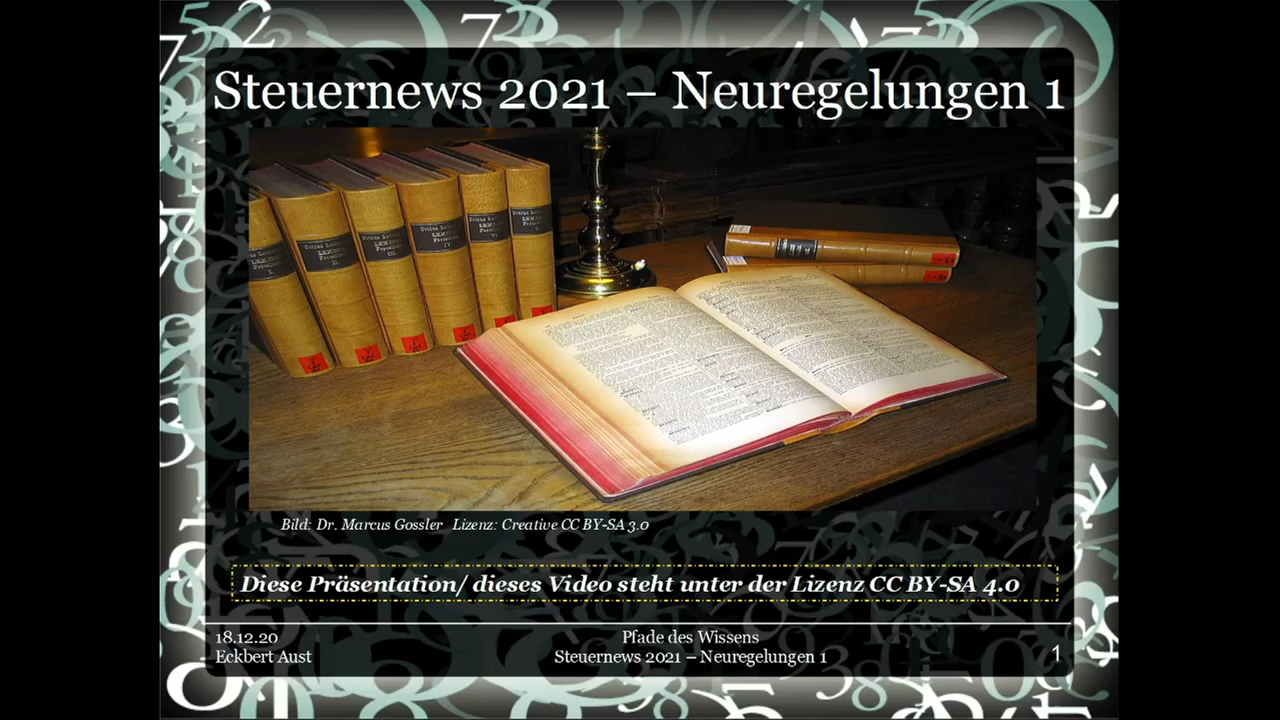 Steuernews 2021 – Neuregelungen 1
Bild: Dr. Marcus Gossler Lizenz: Creative CC BY-SA 3.0
Diese Präsentation/ dieses Video steht unter der Lizenz CC BY-SA 4.0
18.12.20
Eckbert Aust
Pfade des Wissens
Steuernews 2021 – Neuregelungen 1
1